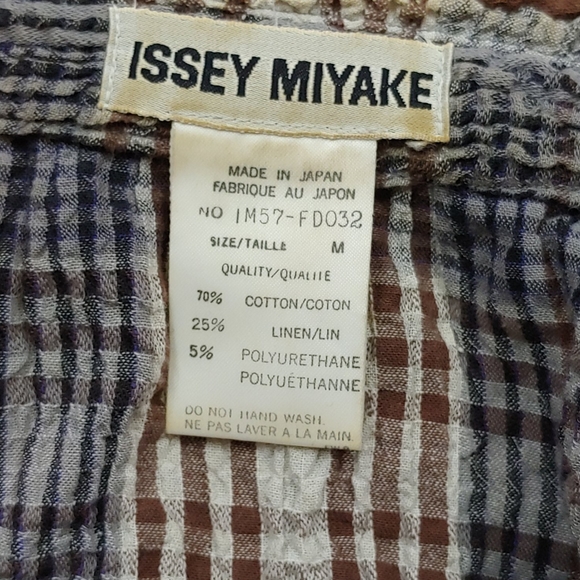 ISSEY MIYAKE
MADE IN JAPAN
FABRIQUE AU JAPON
NO IM57-FD032
SIZE/TAILLE M
QUALITY/QUALITE
70% COTTON/COTON
25% LINEN/LIN
5% POLYURETHANE
POLYUÉTHANNE
DO NOT HAND WASH.
NE PAS LAVER A LA MAIN.